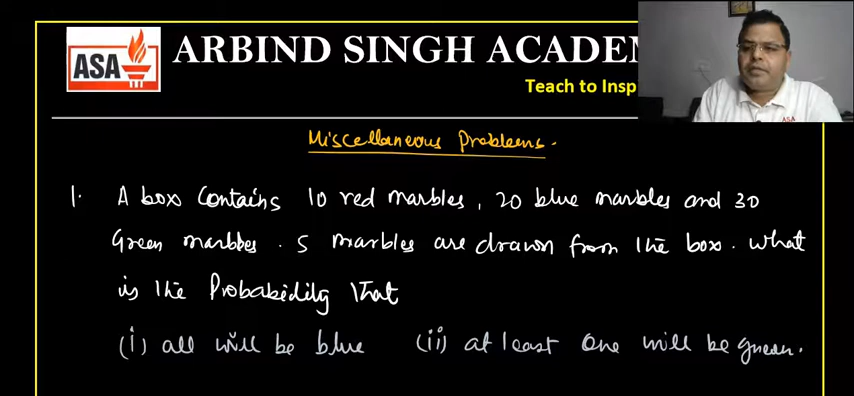 ASA
ARBIND SINGH ACADEM
Teach to Insp
ASA
Miscellaneous Problems.
1. A box contains 10 red marbles, 20 blue marbles and 30
Green marbles. 5 marbles are drawn from the box. What
is the Probability that
(i) all will be blue (ii) at least one will be green.